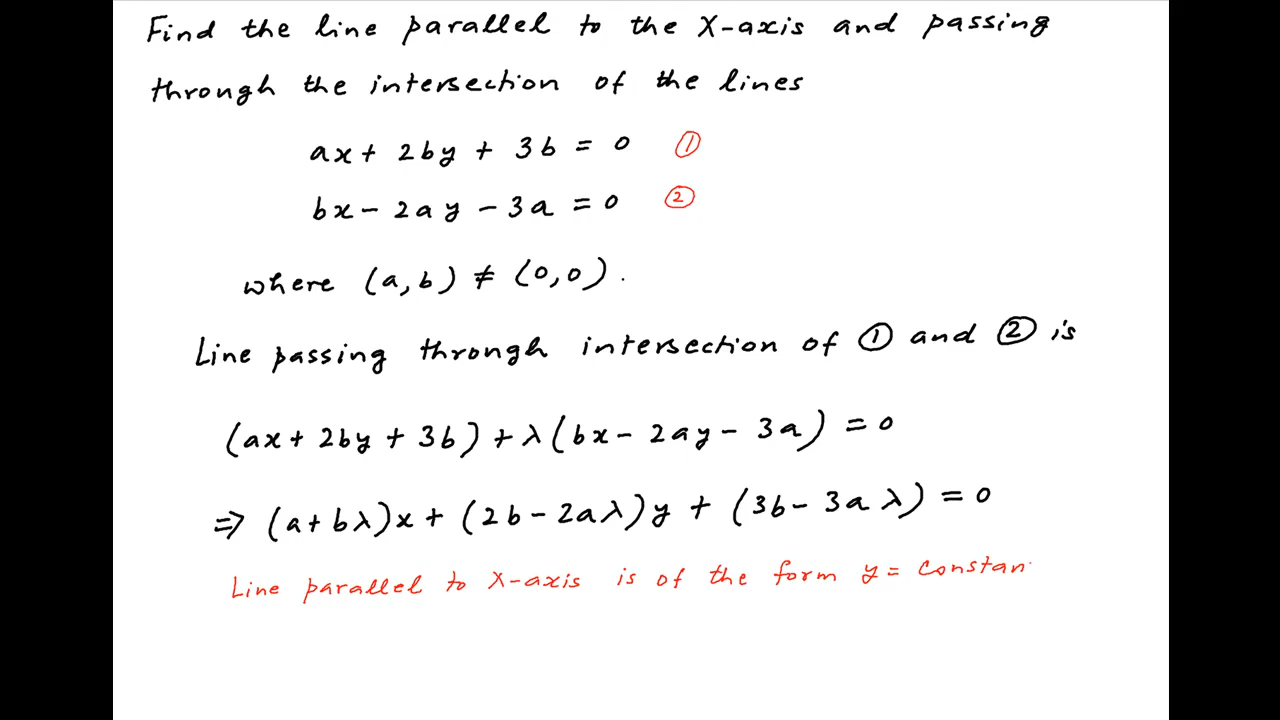 Find the line parallel to the X-axis and passing
through the intersection of the lines
ax + 2by + 3b = 0 ①
bx - 2ay - 3a = 0 ②
where (a,b) ≠ (0,0).
Line passing through intersection of ① and ② is
(ax + 2by + 3b) + λ(bx - 2ay - 3a) = 0
⇒ (a + bλ)x + (2b - 2aλ)y + (3b - 3aλ) = 0
Line parallel to X-axis is of the form y = constan